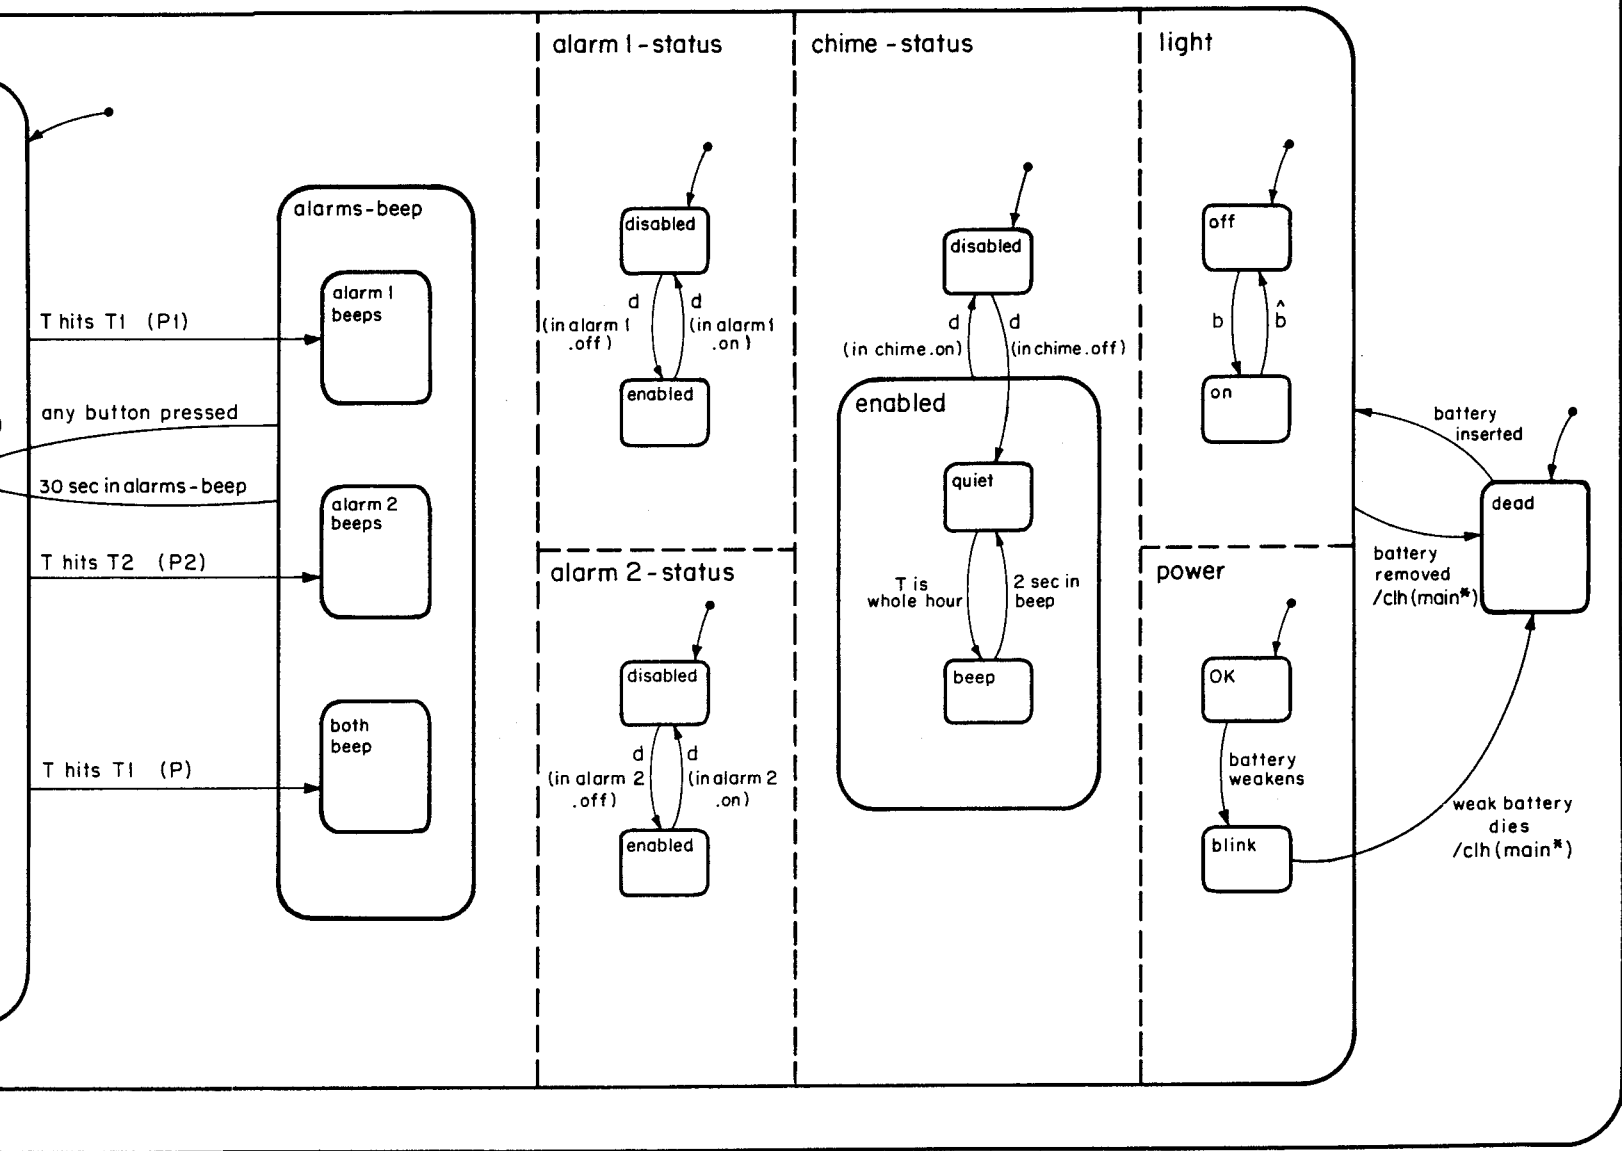 alarm 1 - status
chime - status
light
alarms - beep
alarm 1
beeps
T hits T1 (P1)
any button pressed
30 sec in alarms - beep
alarm 2
beeps
T hits T2 (P2)
both
beep
T hits T1 (P)
disabled
d
d
(in alarm 1
.off)
(in alarm 1
.on)
enabled
alarm 2 - status
disabled
d
d
(in alarm 2
.off)
(in alarm 2
.on)
enabled
disabled
d
d
(in chime.on)
(in chime.off)
enabled
quiet
T is
whole hour
2 sec in
beep
beep
off
b
b̂
on
power
OK
battery
weakens
blink
battery
inserted
dead
battery
removed
/clh (main*)
weak battery
dies
/clh (main*)